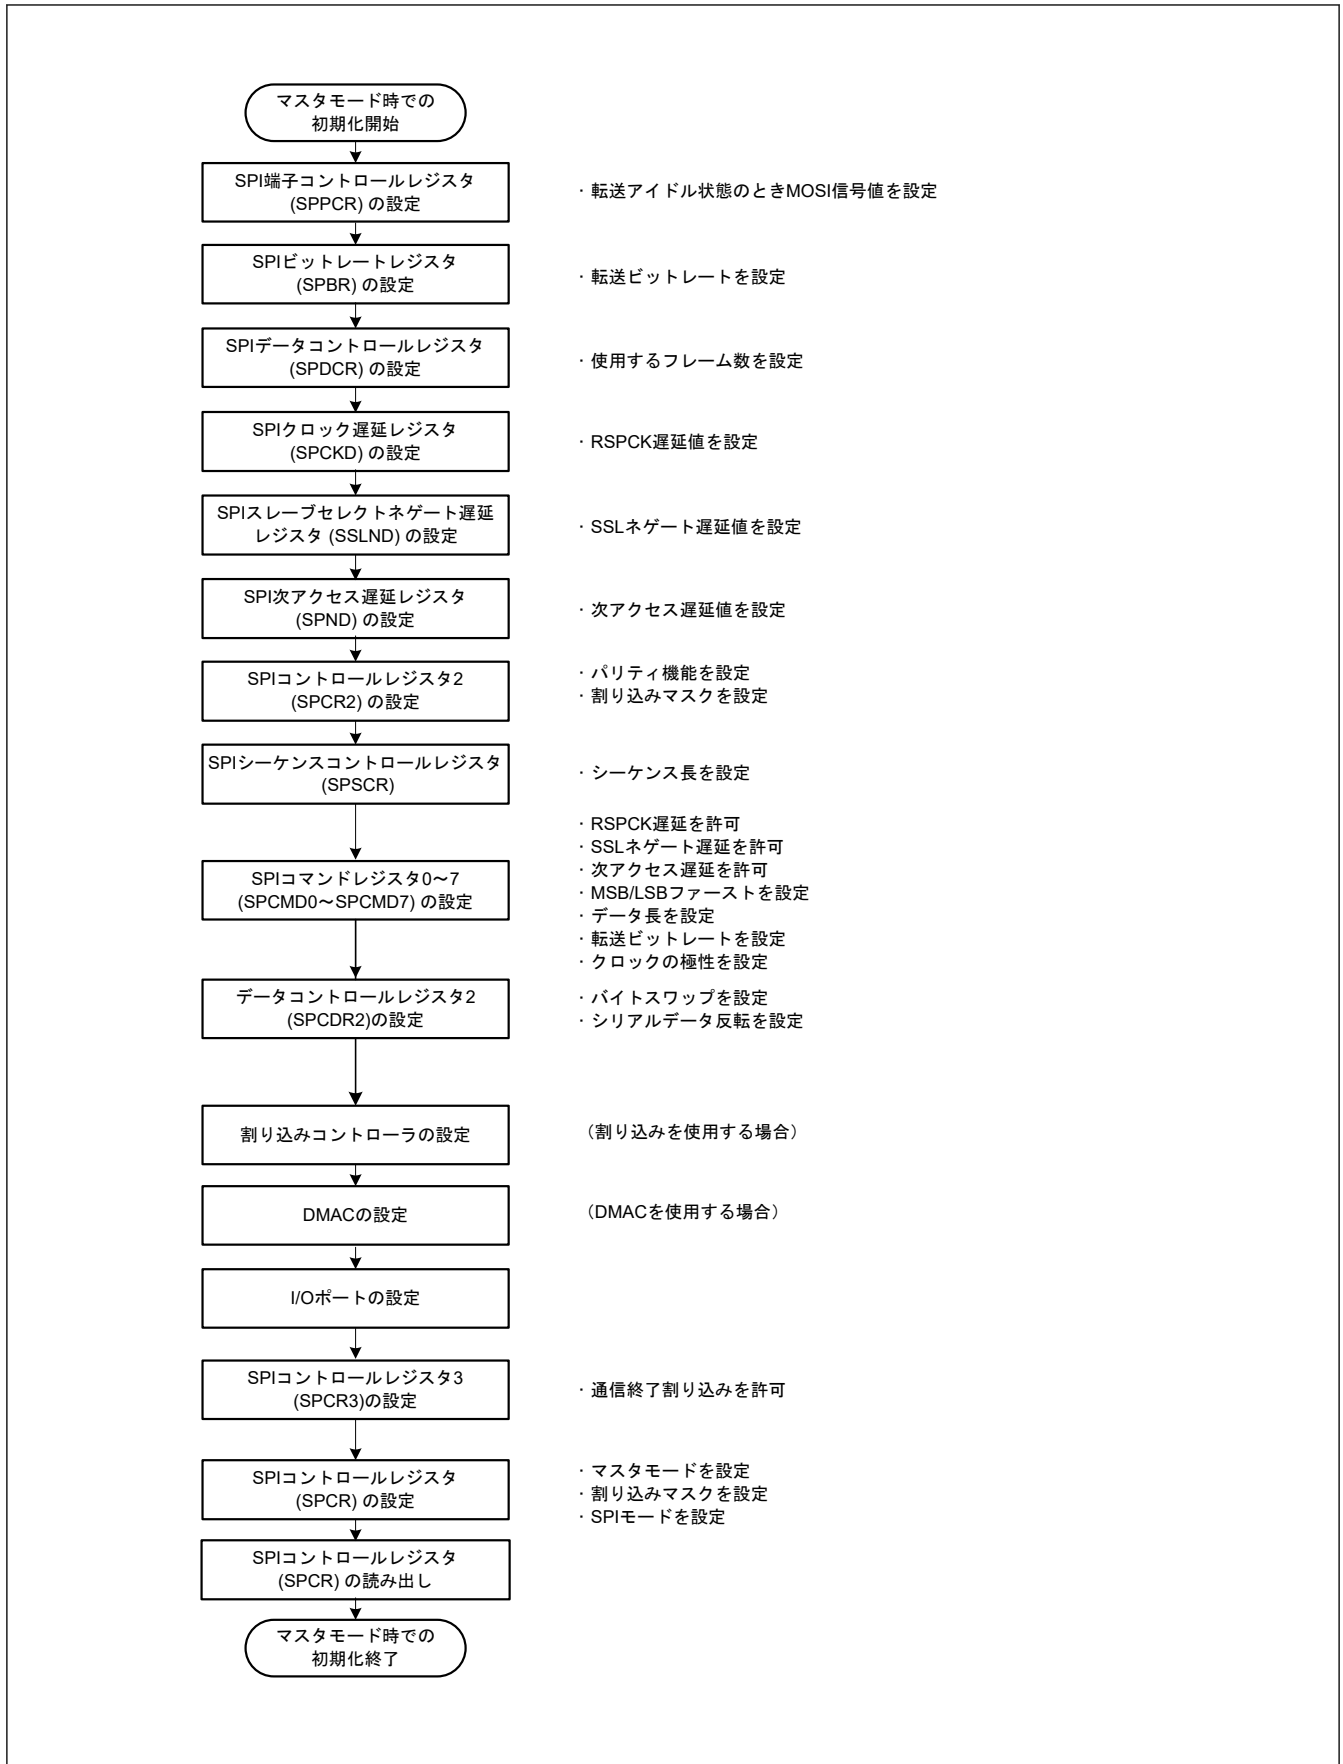 マスタモード時での
初期化開始
SPI端子コントロールレジスタ
(SPPCR) の設定
・転送アイドル状態のときMOSI信号値を設定
SPIビットレートレジスタ
(SPBR) の設定
・転送ビットレートを設定
SPIデータコントロールレジスタ
(SPDCR) の設定
・使用するフレーム数を設定
SPIクロック遅延レジスタ
(SPCKD) の設定
・RSPCK遅延値を設定
SPIスレーブセレクトネゲート遅延
レジスタ (SSLND) の設定
・SSLネゲート遅延値を設定
SPI次アクセス遅延レジスタ
(SPND) の設定
・次アクセス遅延値を設定
SPIコントロールレジスタ2
(SPCR2) の設定
・パリティ機能を設定
・割り込みマスクを設定
SPIシーケンスコントロールレジスタ
(SPSCR)
・シーケンス長を設定
SPIコマンドレジスタ0～7
(SPCMD0～SPCMD7) の設定
・RSPCK遅延を許可
・SSLネゲート遅延を許可
・次アクセス遅延を許可
・MSB/LSBファーストを設定
・データ長を設定
・転送ビットレートを設定
・クロックの極性を設定
データコントロールレジスタ2
(SPCDR2)の設定
・バイトスワップを設定
・シリアルデータ反転を設定
割り込みコントローラの設定
（割り込みを使用する場合）
DMACの設定
（DMACを使用する場合）
I/Oポートの設定
SPIコントロールレジスタ3
(SPCR3)の設定
・通信終了割り込みを許可
SPIコントロールレジスタ
(SPCR) の設定
・マスタモードを設定
・割り込みマスクを設定
・SPIモードを設定
SPIコントロールレジスタ
(SPCR) の読み出し
マスタモード時での
初期化終了